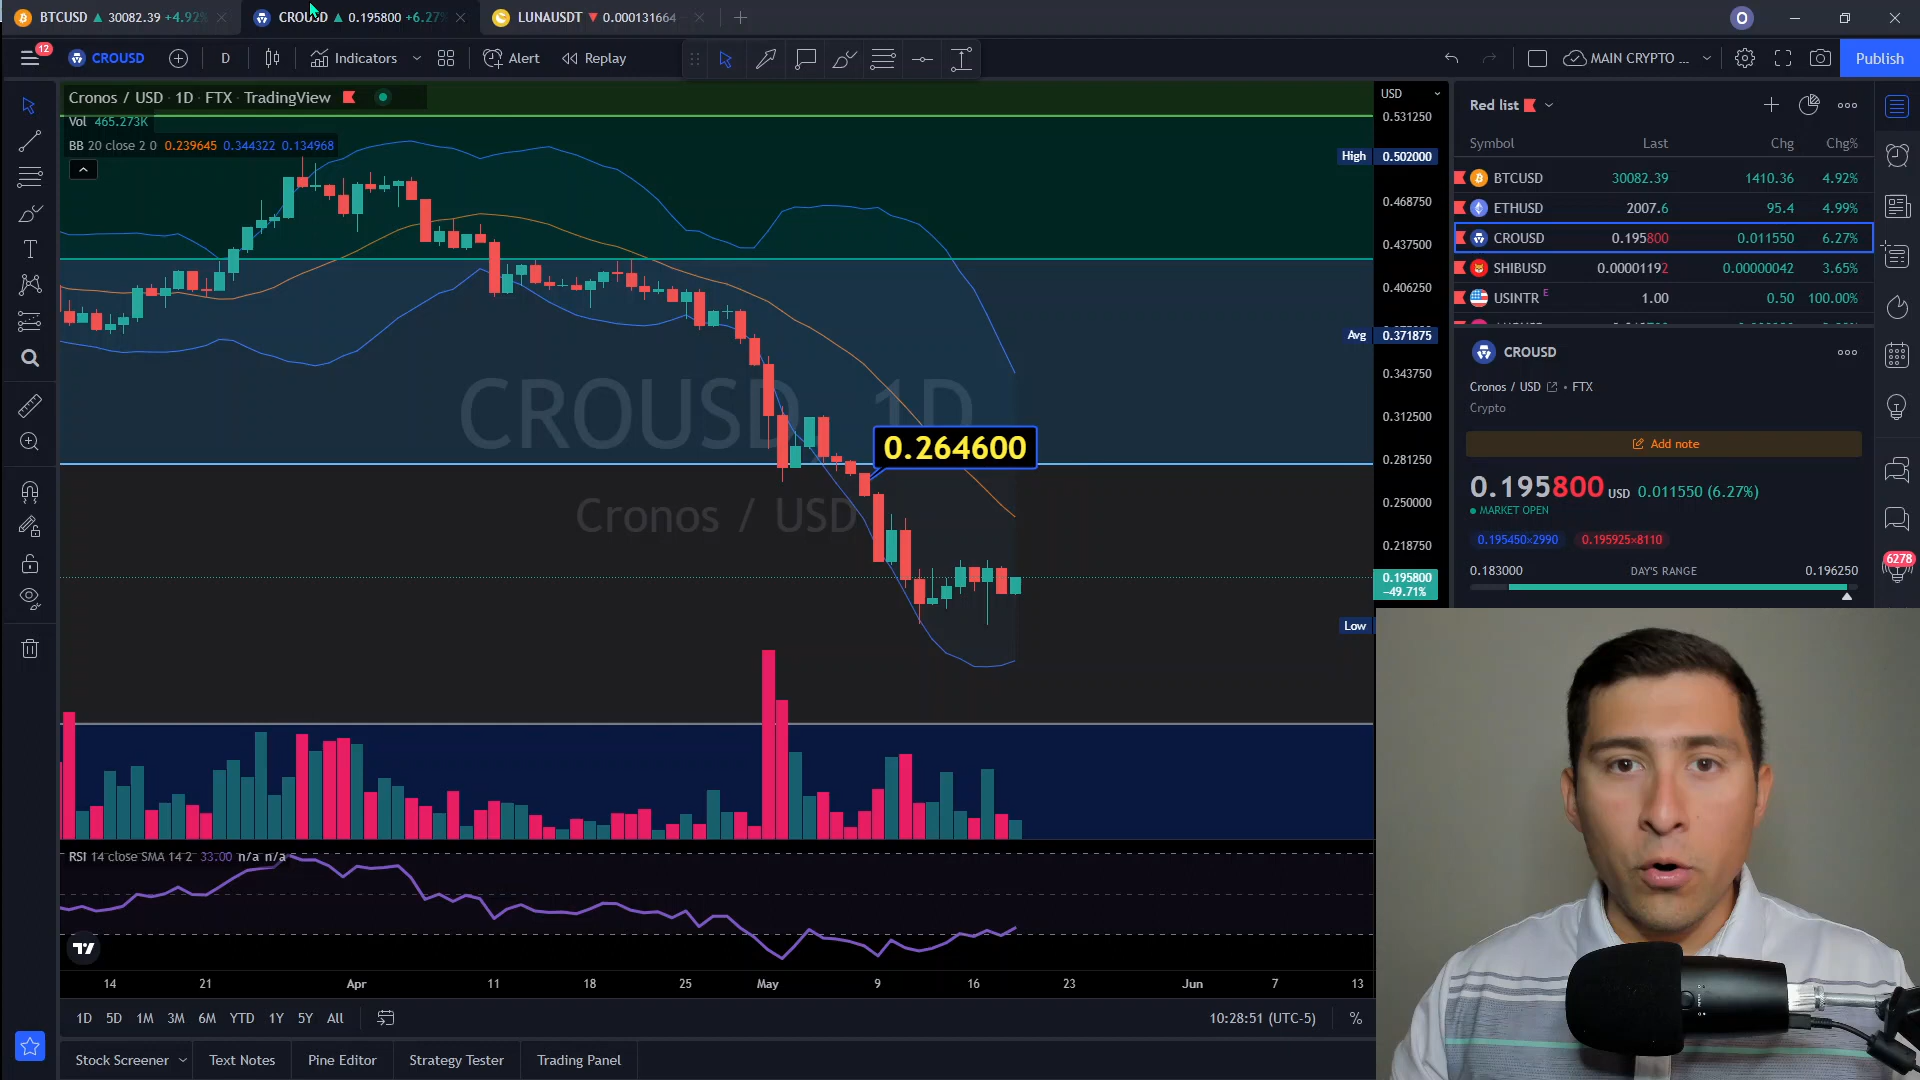 BTCUSD ▲ 30082.39 +4.92%
CROUSD ▲ 0.195800 +6.27%
LUNAUSDT ▼ 0.000131664
O
12
CROUSD
D
Indicators
Alert
Replay
MAIN CRYPTO ...
Publish
Cronos / USD · 1D · FTX · TradingView
Vol 465.273K
BB 20 close 2 0 0.239645 0.344322 0.134968
CROUSD, 1D
Cronos / USD
0.264600
USD
0.531250
High 0.502000
0.468750
0.437500
0.406250
Avg 0.371875
0.343750
0.312500
0.281250
0.250000
0.218750
0.195800
−49.71%
Low
RSI 14 close SMA 14 2 33.00 n/a n/a
14 21 Apr 11 18 25 May 9 16 23 Jun 7 13
1D 5D 1M 3M 6M YTD 1Y 5Y All
10:28:51 (UTC-5) %
Stock Screener Text Notes Pine Editor Strategy Tester Trading Panel
Red list
Symbol Last Chg Chg%
BTCUSD 30082.39 1410.36 4.92%
ETHUSD 2007.6 95.4 4.99%
CROUSD 0.195800 0.011550 6.27%
SHIBUSD 0.00001192 0.00000042 3.65%
USINTR E 1.00 0.50 100.00%
CROUSD
Cronos / USD • FTX
Crypto
Add note
0.195800 USD 0.011550 (6.27%)
MARKET OPEN
0.195450×2990 0.195925×8110
0.183000 DAY'S RANGE 0.196250
6278